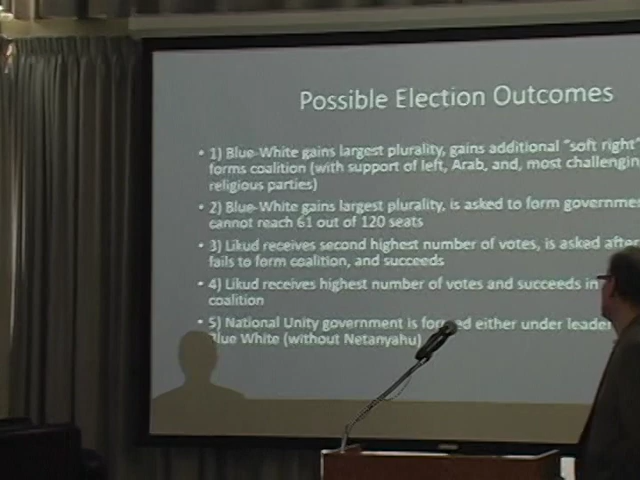 Possible Election Outcomes
• 1) Blue-White gains largest plurality, gains additional "soft right"
forms coalition (with support of left, Arab, and, most challenging
religious parties)
• 2) Blue-White gains largest plurality, is asked to form
cannot reach 61 out of 120 seats
• 3) Likud receives second highest number of votes, is asked after
fails to form coalition, and succeeds
• 4) Likud receives highest number of votes and succeeds in
coalition
• 5) National Unity government is formed either under
Blue White (without Netanyahu)